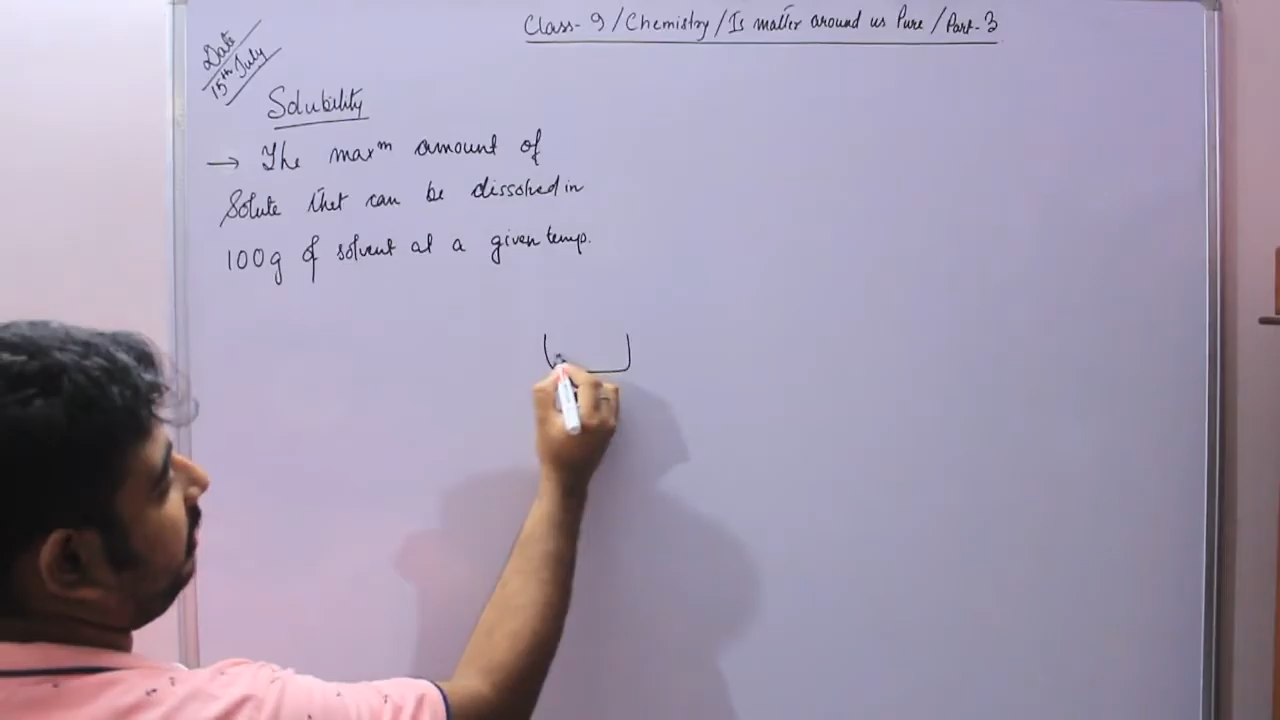 Class-9/Chemistry/Is matter around us Pure/Part-3
Date
15th July
Solubility
→ The maxm amount of
Solute that can be dissolved in
100g of solvent at a given temp.